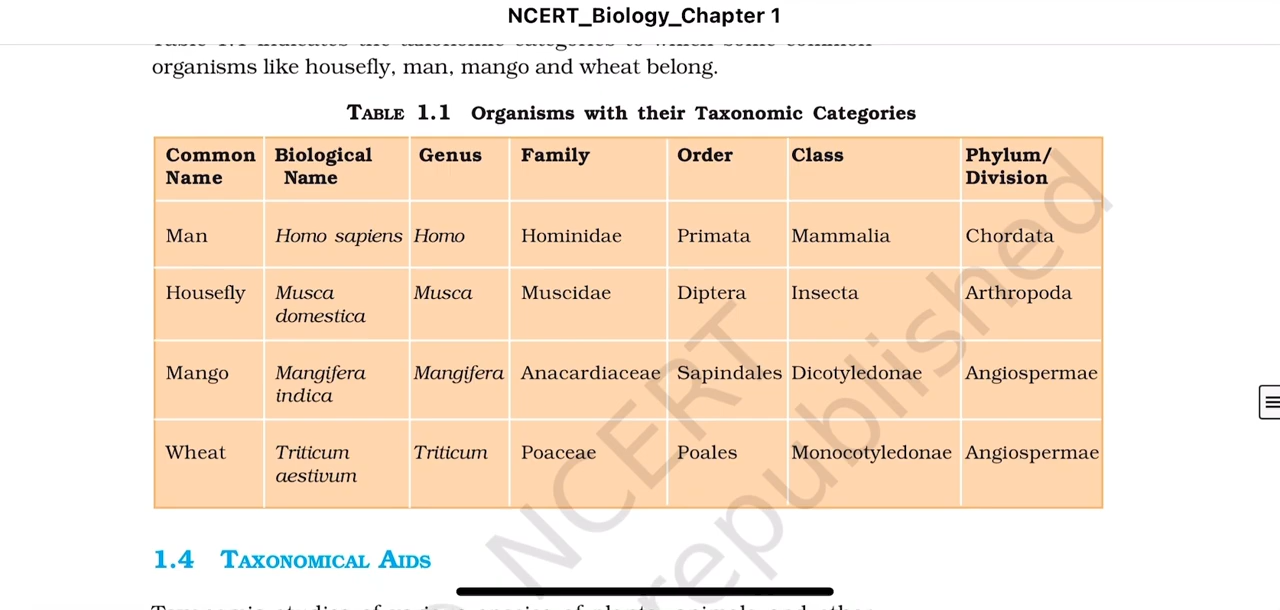 NCERT_Biology_Chapter 1
organisms like housefly, man, mango and wheat belong.
TABLE 1.1 Organisms with their Taxonomic Categories
Common Name Biological Name Genus Family Order Class Phylum/ Division
Man Homo sapiens Homo Hominidae Primata Mammalia Chordata
Housefly Musca domestica Musca Muscidae Diptera Insecta Arthropoda
Mango Mangifera indica Mangifera Anacardiaceae Sapindales Dicotyledonae Angiospermae
Wheat Triticum aestivum Triticum Poaceae Poales Monocotyledonae Angiospermae
NCERT
republished
1.4 TAXONOMICAL AIDS